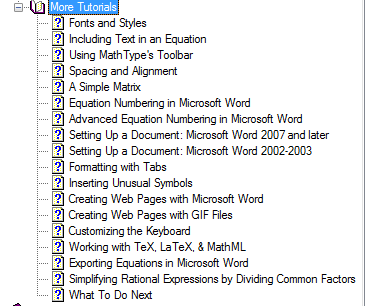 More Tutorials
Fonts and Styles
Including Text in an Equation
Using MathType's Toolbar
Spacing and Alignment
A Simple Matrix
Equation Numbering in Microsoft Word
Advanced Equation Numbering in Microsoft Word
Setting Up a Document: Microsoft Word 2007 and later
Setting Up a Document: Microsoft Word 2002-2003
Formatting with Tabs
Inserting Unusual Symbols
Creating Web Pages with Microsoft Word
Creating Web Pages with GIF Files
Customizing the Keyboard
Working with TeX, LaTeX, & MathML
Exporting Equations in Microsoft Word
Simplifying Rational Expressions by Dividing Common Factors
What To Do Next